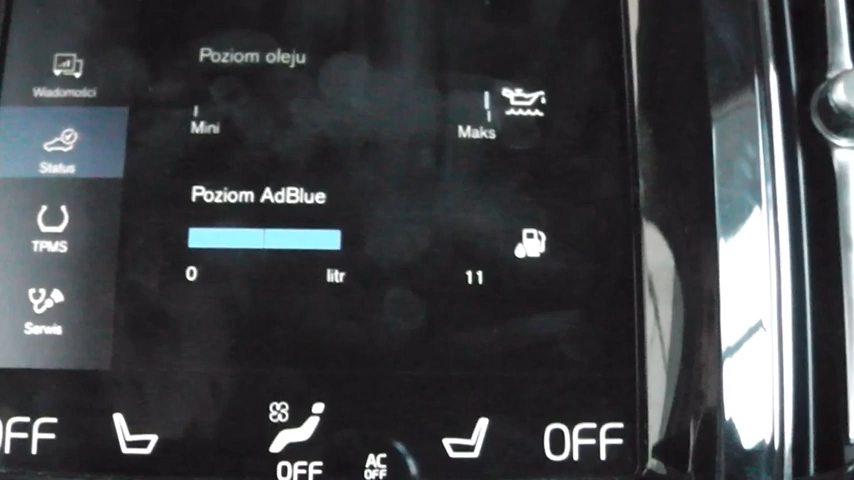 Poziom oleju
Wiadomości
Mini
Maks
Status
Poziom AdBlue
TPMS
0 litr 11
Serwis
OFF
OFF
OFF
AC
OFF